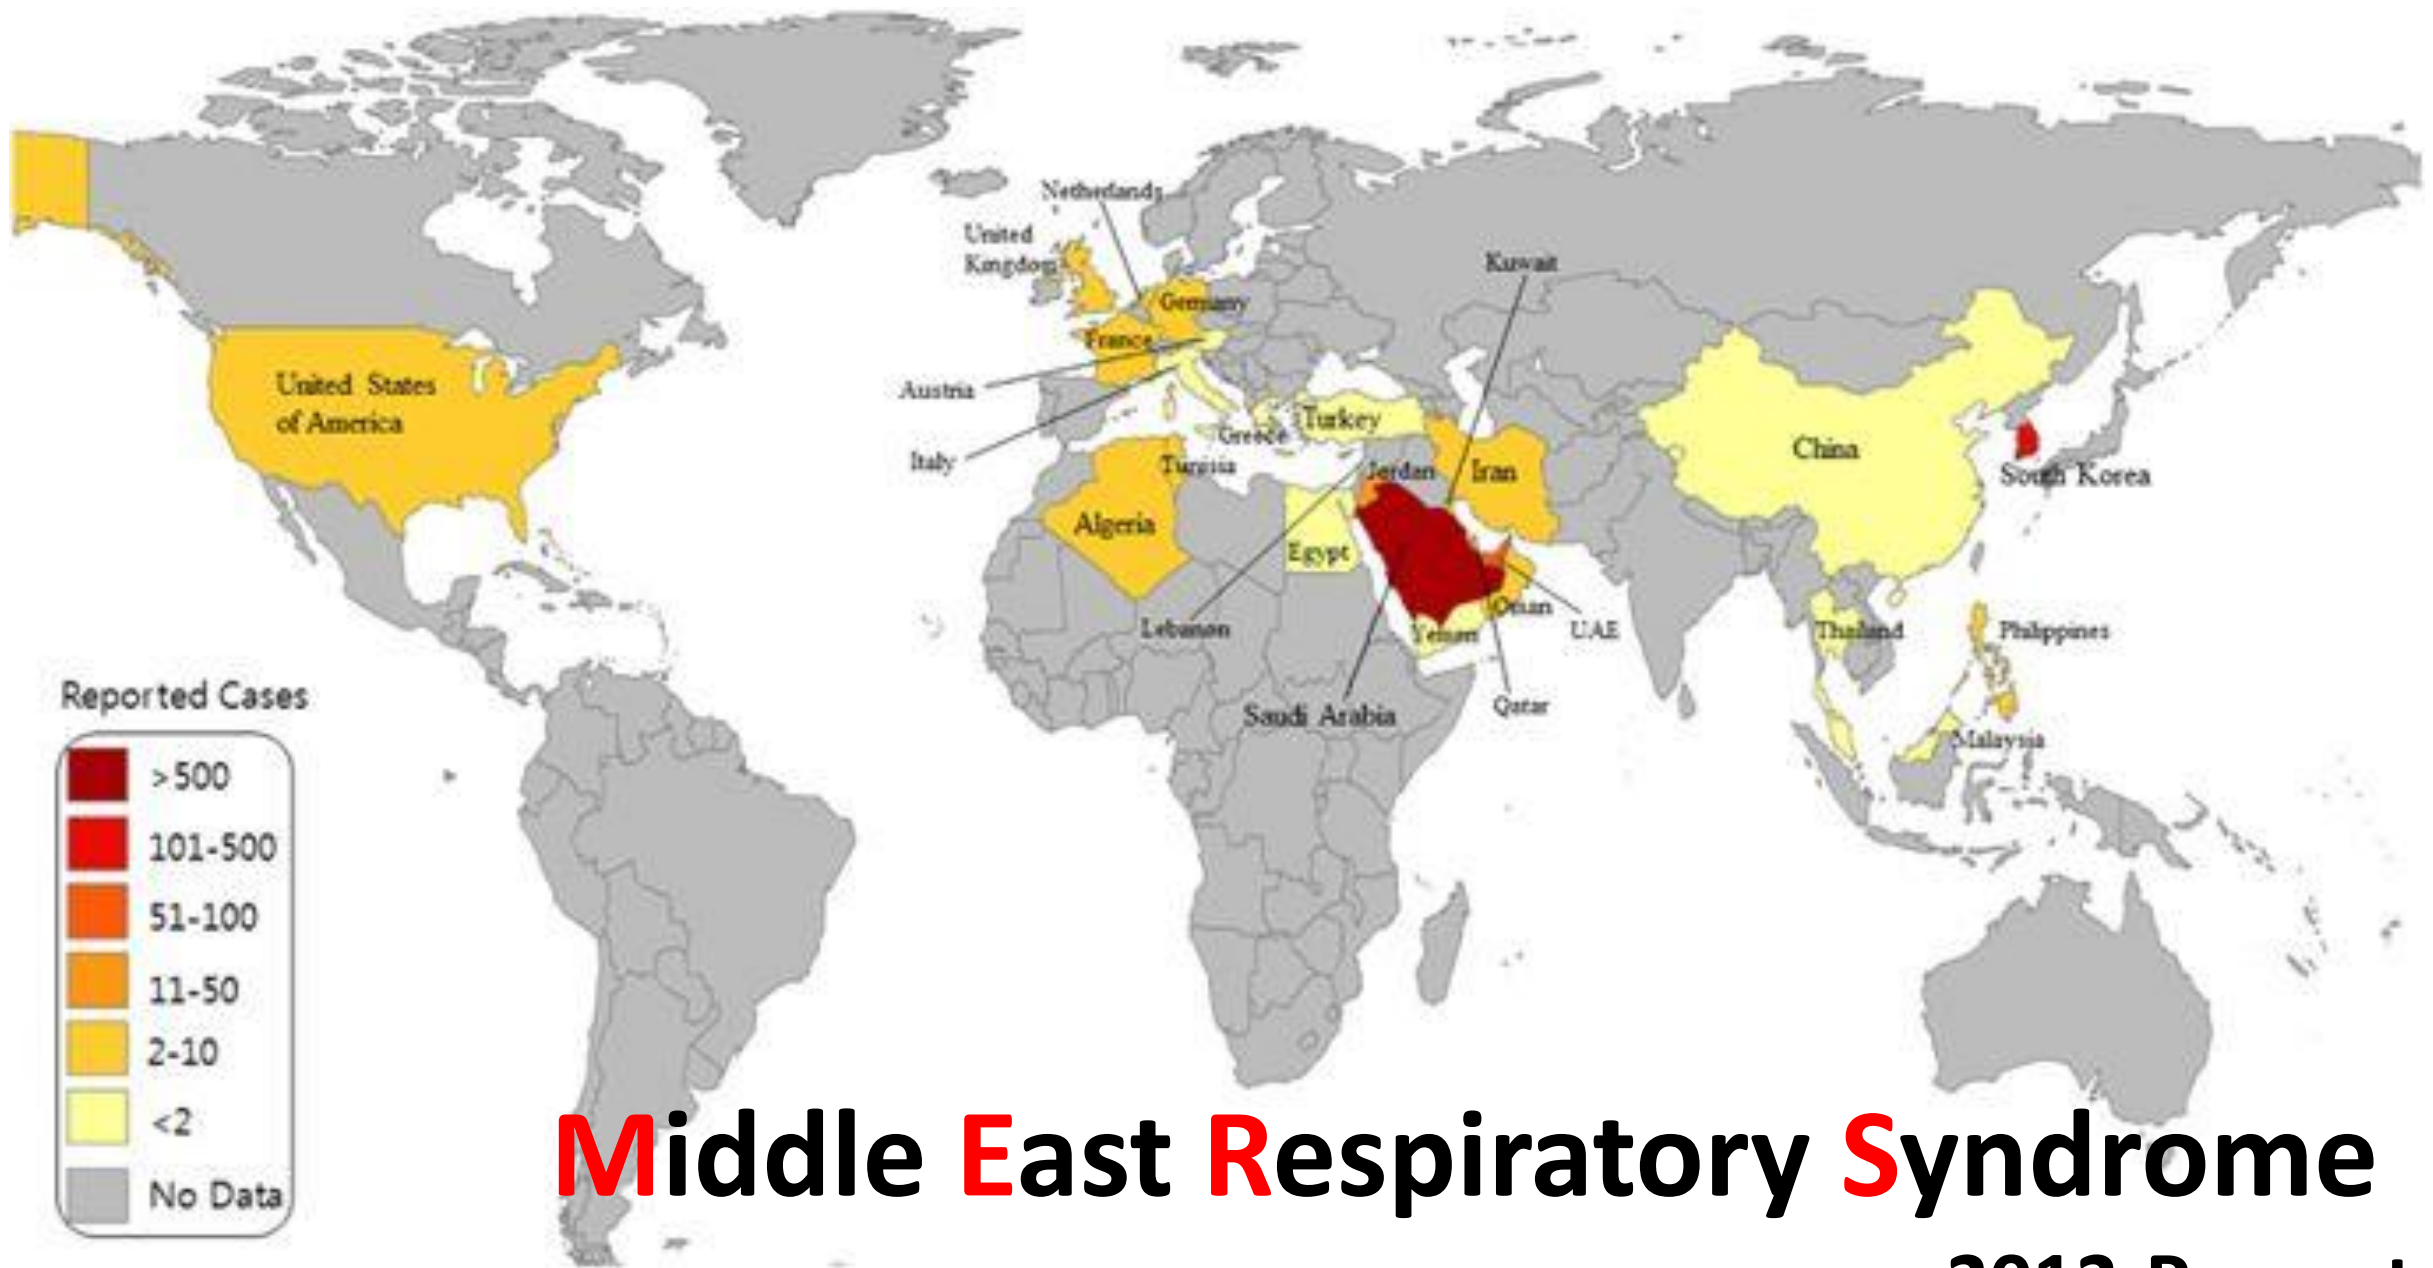 Netherlands
United
Kingdom
Kuwait
Germany
France
United States
of America
Austria
Turkey
Greece
Italy
Tunisia
Jordan
Iran
China
South Korea
Algeria
Egypt
Lebanon
Oman
Yemen
UAE
Thailand
Philippines
Qatar
Saudi Arabia
Malaysia
Reported Cases
>500
101-500
51-100
11-50
2-10
<2
No Data
Middle East Respiratory Syndrome